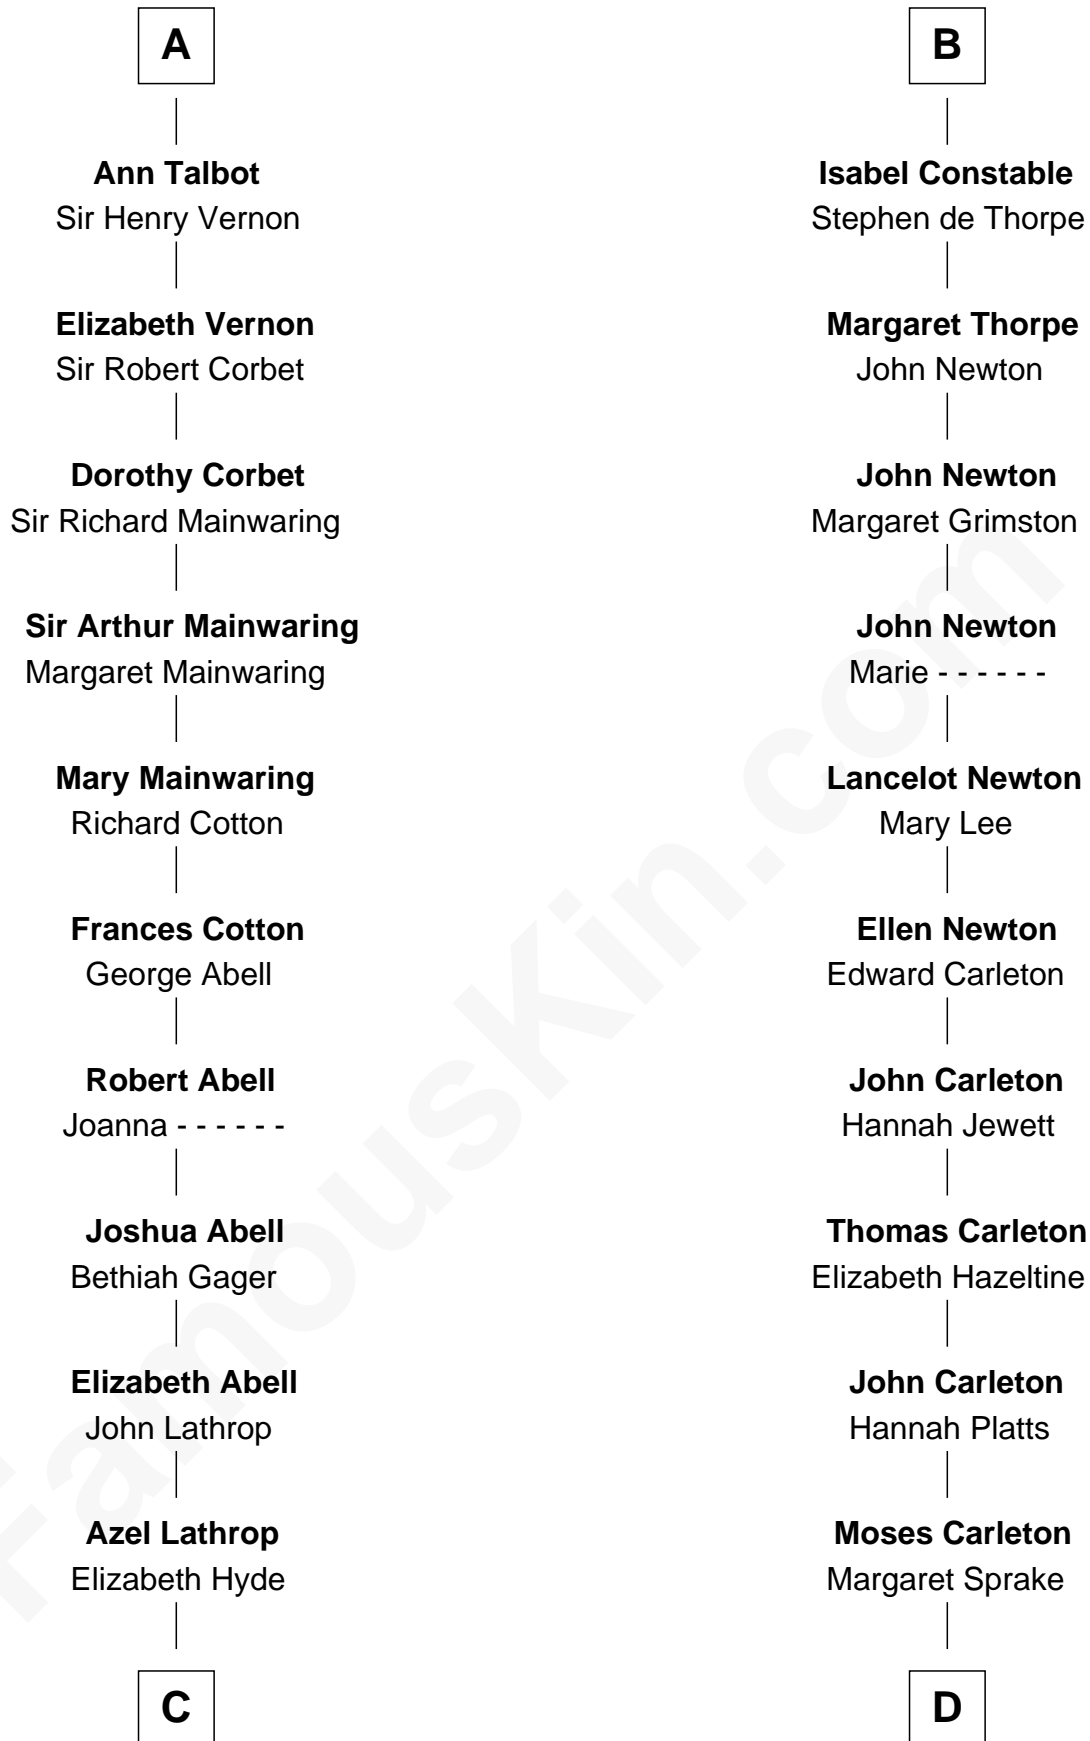 A
Ann Talbot
Sir Henry Vernon
Elizabeth Vernon
Sir Robert Corbet
Dorothy Corbet
Sir Richard Mainwaring
Sir Arthur Mainwaring
Margaret Mainwaring
Mary Mainwaring
Richard Cotton
Frances Cotton
George Abell
Robert Abell
Joanna - - - - - -
Joshua Abell
Bethiah Gager
Elizabeth Abell
John Lathrop
Azel Lathrop
Elizabeth Hyde
C
B
Isabel Constable
Stephen de Thorpe
Margaret Thorpe
John Newton
John Newton
Margaret Grimston
John Newton
Marie - - - - - -
Lancelot Newton
Mary Lee
Ellen Newton
Edward Carleton
John Carleton
Hannah Jewett
Thomas Carleton
Elizabeth Hazeltine
John Carleton
Hannah Platts
Moses Carleton
Margaret Sprake
D
FamousKin.com